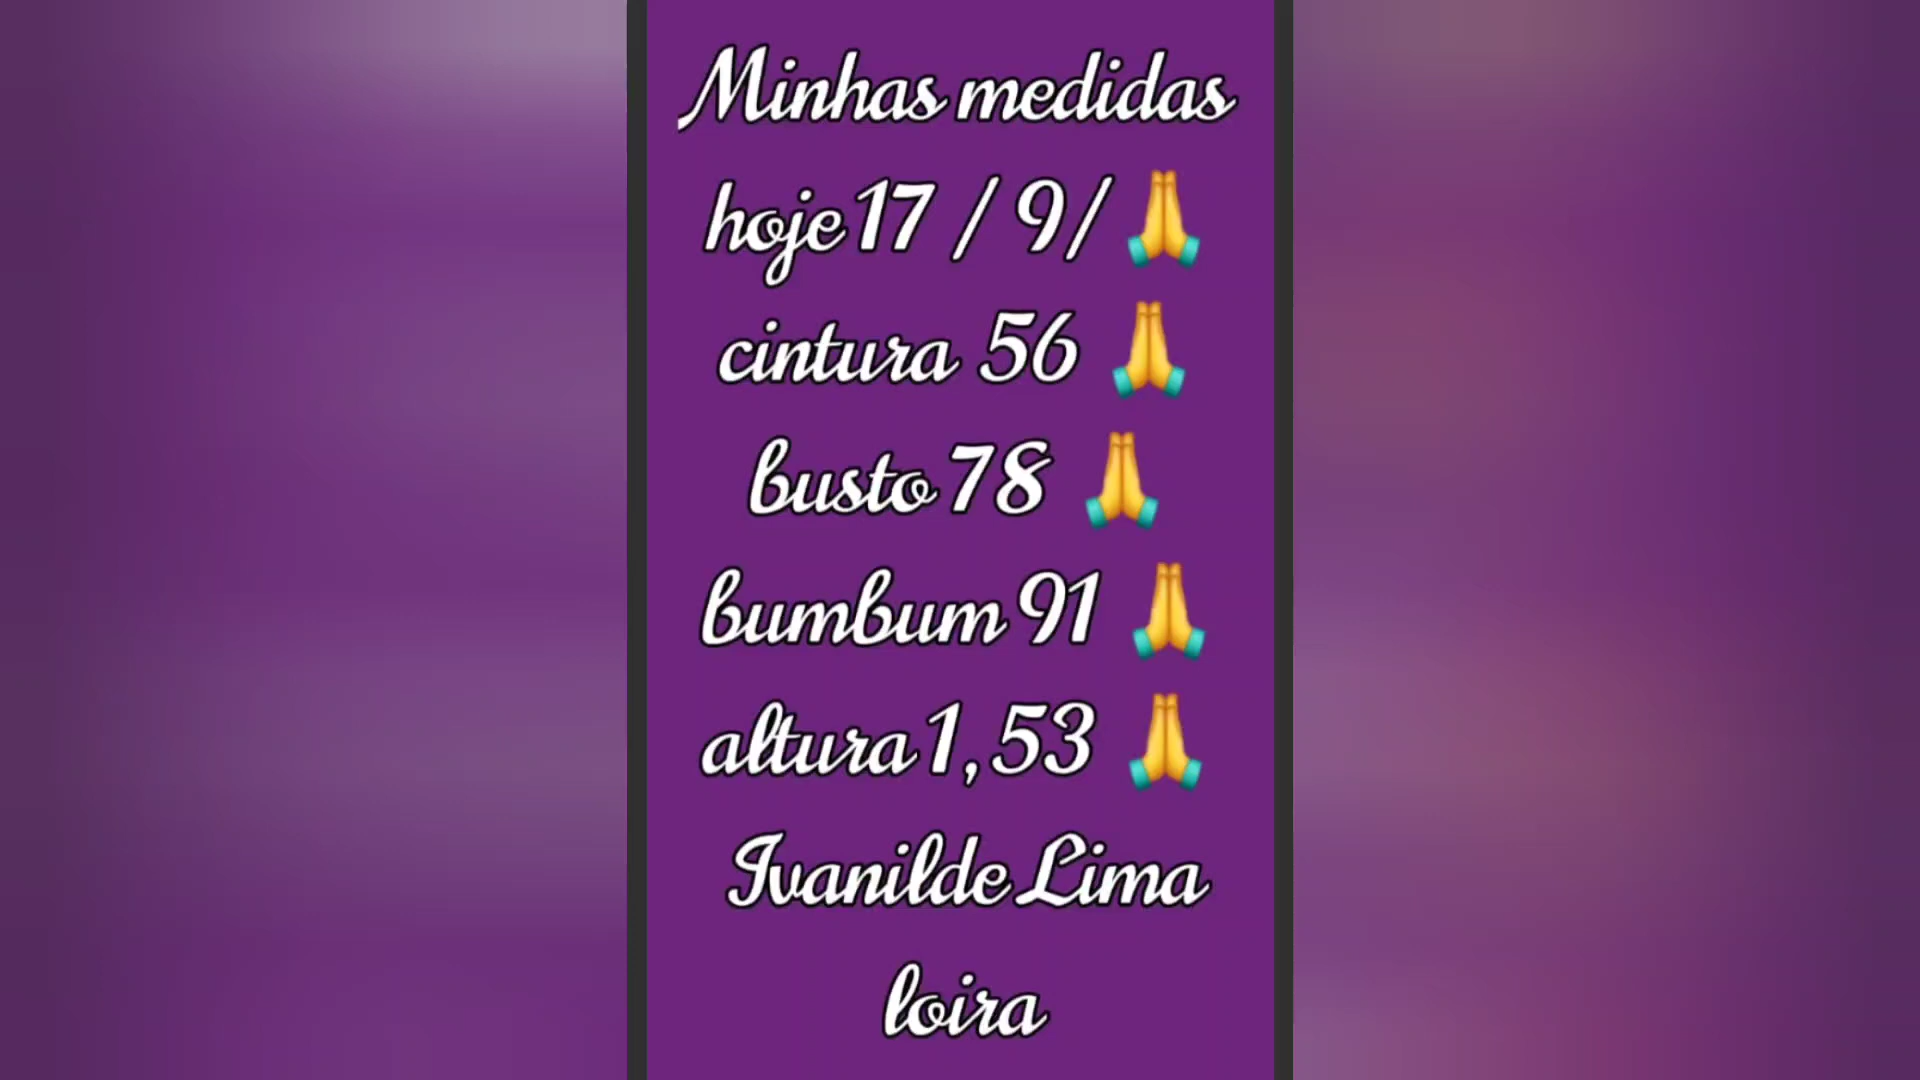 Minhas medidas
hoje 17 / 9/ 🙏
cintura 56 🙏
busto 78 🙏
bumbum 91 🙏
altura 1,53 🙏
Ivanilde Lima
loira